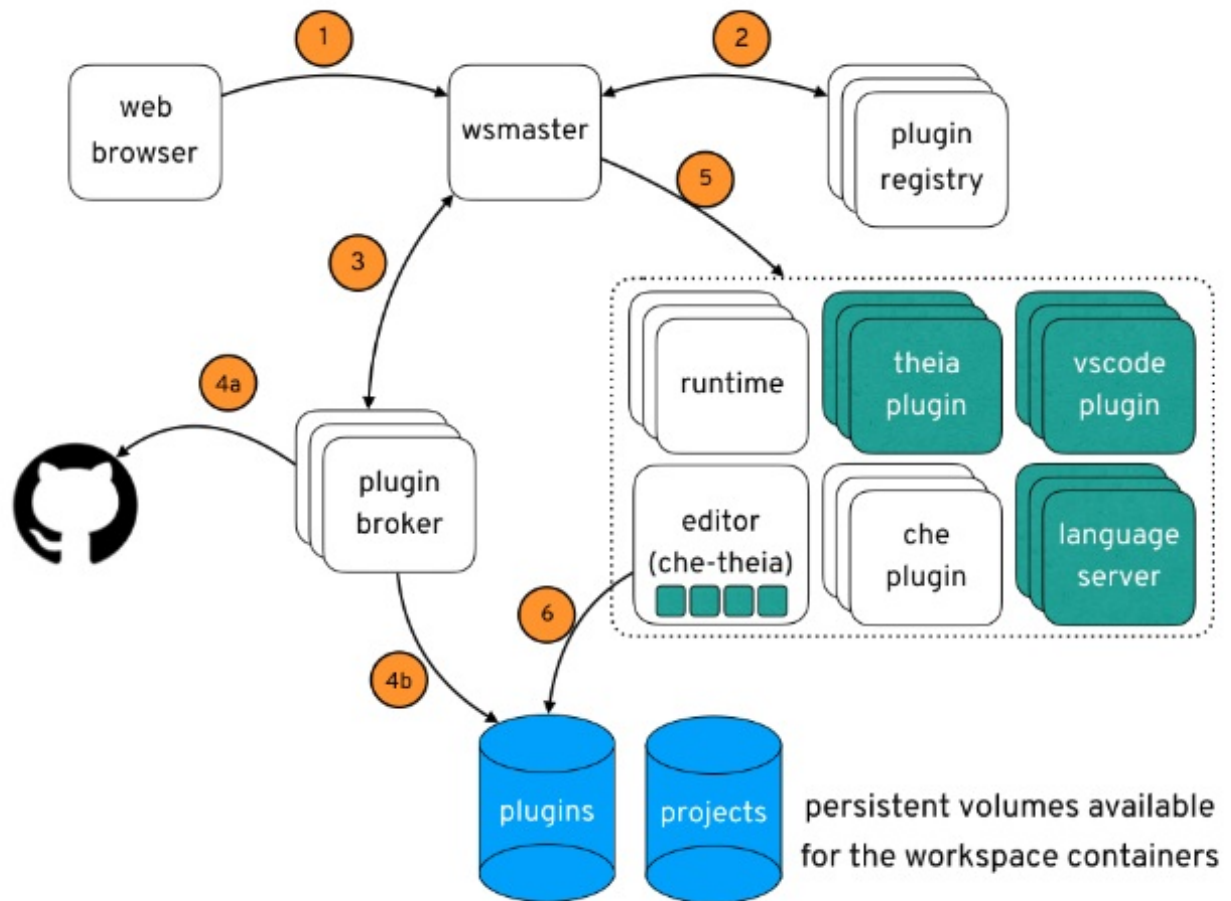 1
2
web
browser
wsmaster
plugin
registry
5
3
4a
runtime
theia
plugin
vscode
plugin
plugin
broker
editor
(che-theia)
che
plugin
language
server
6
4b
plugins
projects
persistent volumes available
for the workspace containers